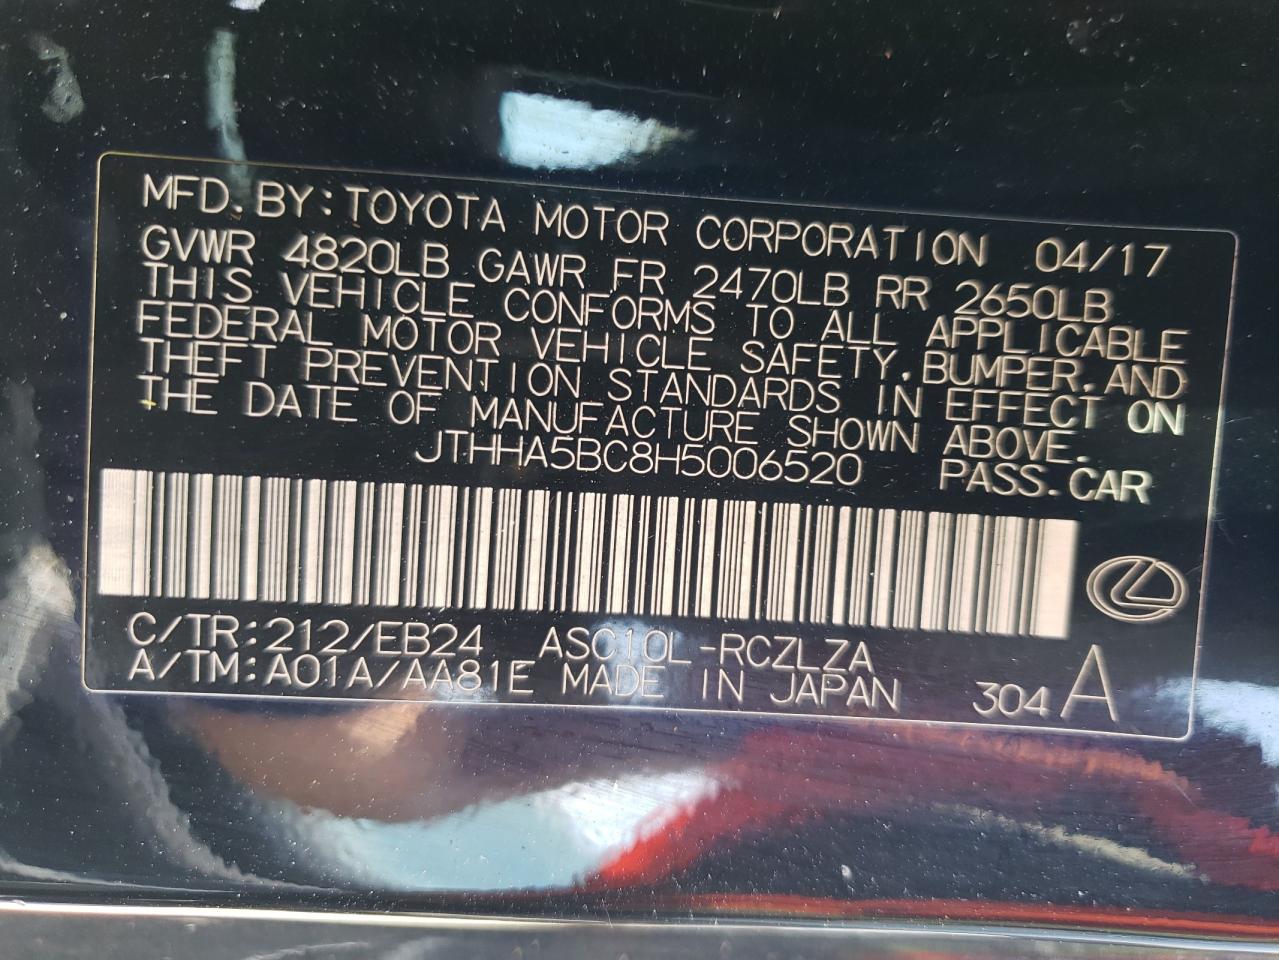 MFD. BY: TOYOTA MOTOR CORPORATION 04/17
GVWR 4820LB GAWR FR 2470LB RR 2650LB
THIS VEHICLE CONFORMS TO ALL APPLICABLE
FEDERAL MOTOR VEHICLE SAFETY, BUMPER, AND
THEFT PREVENTION STANDARDS IN EFFECT ON
THE DATE OF MANUFACTURE SHOWN ABOVE.
JTHHA5BC8H5006520 PASS. CAR
C/TR:212/EB24 ASC10L-RCZLZA
A/TM:A01A/AA81E MADE IN JAPAN 304 A